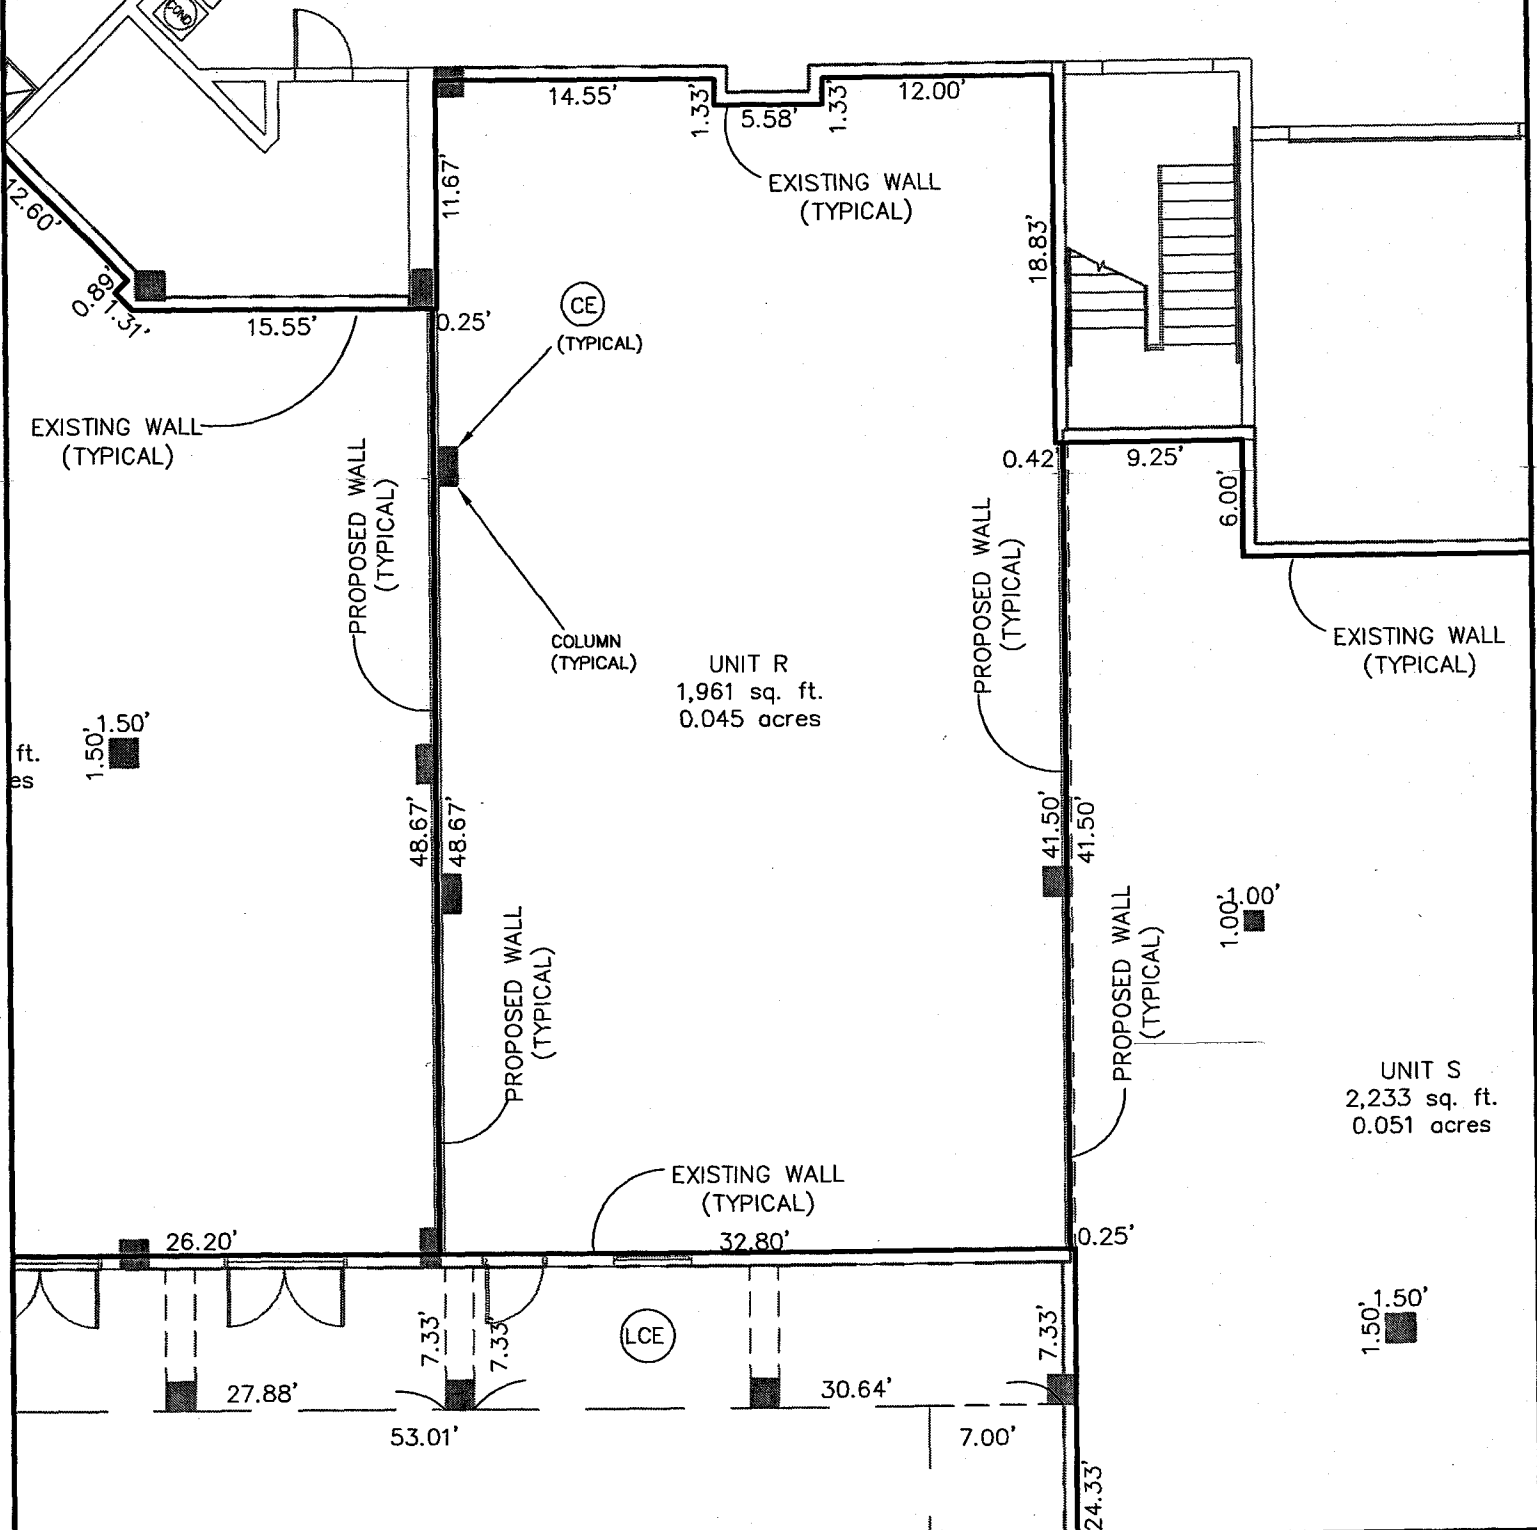 COND
14.55'
1.33'
5.58'
1.33'
12.00'
EXISTING WALL
(TYPICAL)
11.67'
12.60'
0.89'
1.31'
15.55'
0.25'
CE
(TYPICAL)
18.83'
EXISTING WALL
(TYPICAL)
0.42'
9.25'
6.00'
PROPOSED WALL
(TYPICAL)
PROPOSED WALL
(TYPICAL)
EXISTING WALL
(TYPICAL)
COLUMN
(TYPICAL)
UNIT R
1,961 sq. ft.
0.045 acres
1.50'
1.50'
ft.
es
48.67'
48.67'
41.50'
41.50'
1.00'
1.00'
PROPOSED WALL
(TYPICAL)
PROPOSED WALL
(TYPICAL)
UNIT S
2,233 sq. ft.
0.051 acres
EXISTING WALL
(TYPICAL)
26.20'
32.80'
0.25'
7.33'
7.33'
LCE
7.33'
1.50'
1.50'
27.88'
30.64'
53.01'
7.00'
24.33'